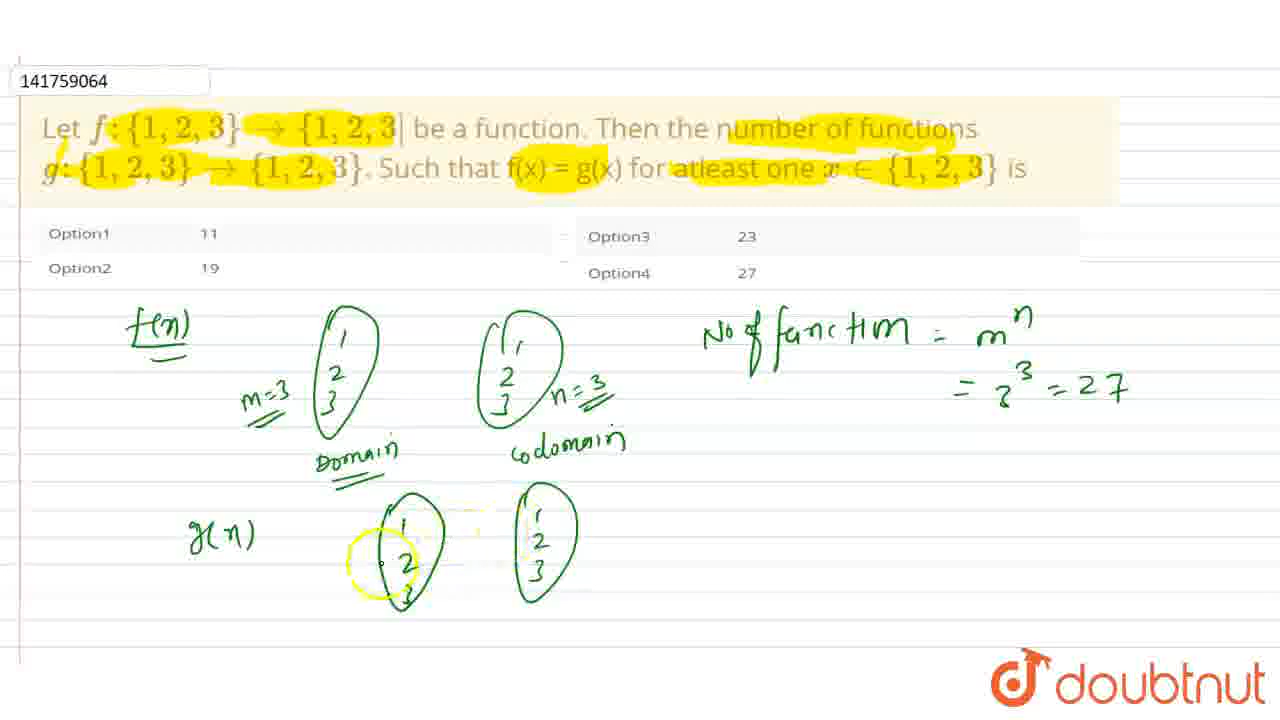 141759064
Let f : {1, 2, 3} → {1, 2, 3| be a function. Then the number of functions
g : {1, 2, 3} → {1, 2, 3}. Such that f(x) = g(x) for atleast one x ∈ {1, 2, 3} is
Option1 11
Option2 19
Option3 23
Option4 27
f(x)
1
2
3
m=3
Domain
1
2
3
n=3
codomain
No of function = m^n
= 3^3 = 27
g(x)
1
2
3
1
2
3
doubtnut